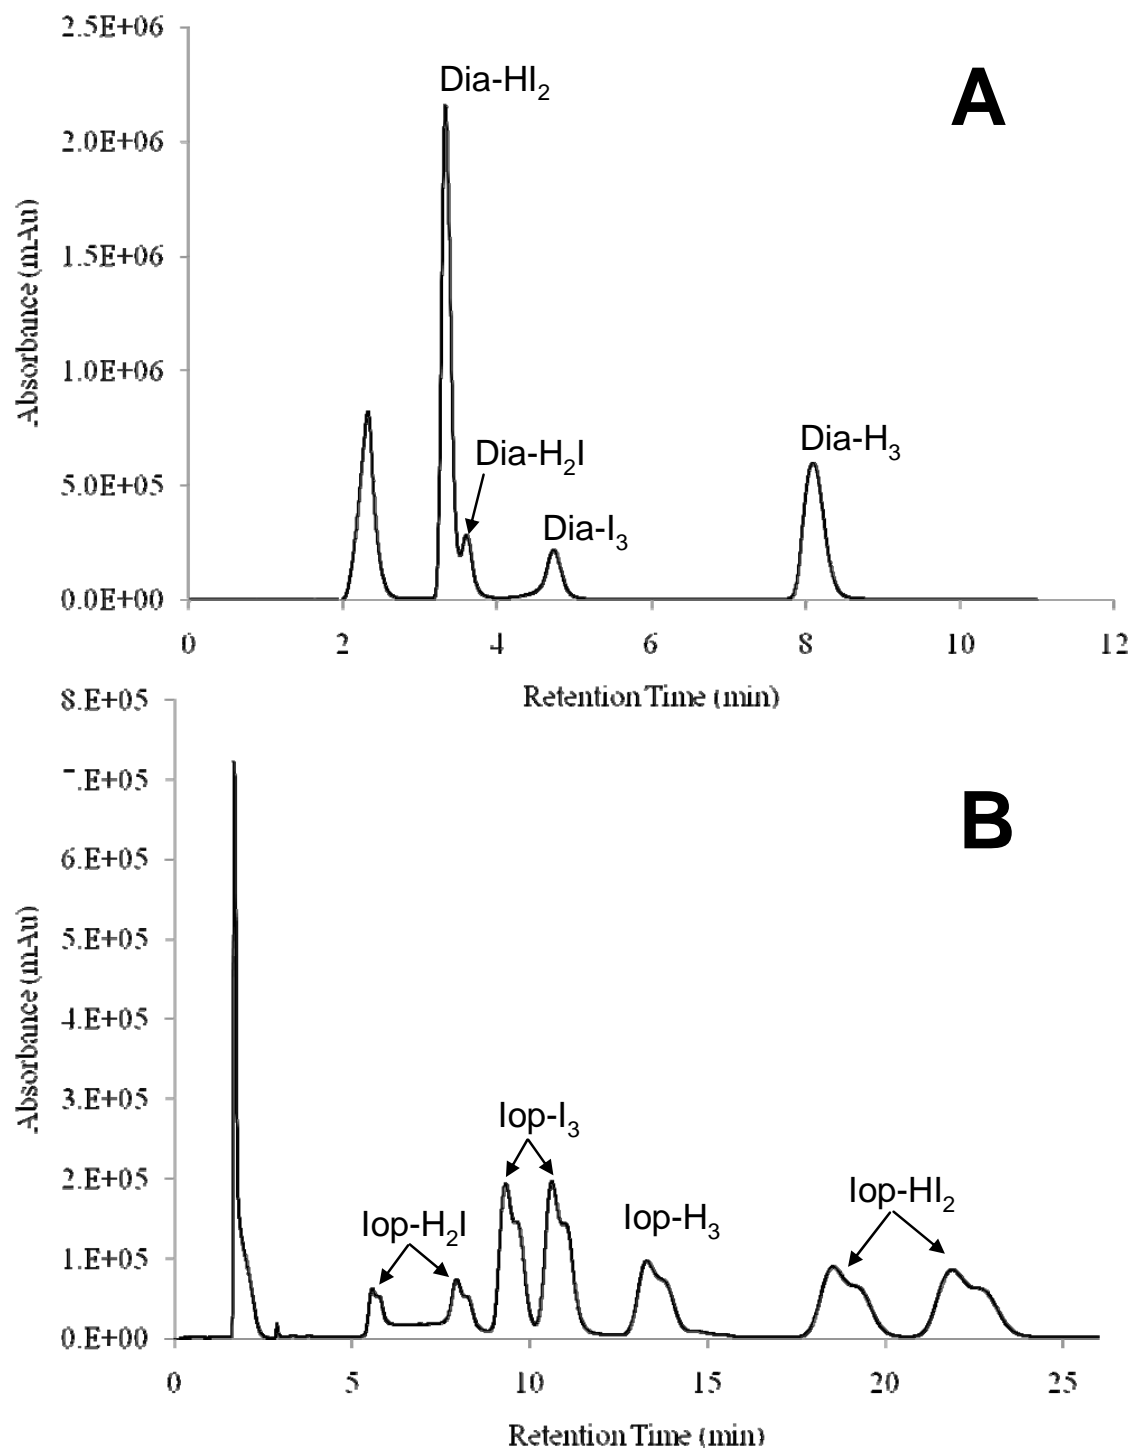 2.5E+06
Dia-HI₂
A
2.0E+06
1.5E+06
Absorbance (mAu)
1.0E+06
Dia-H₂I
Dia-H₃
5.0E+05
Dia-I₃
0.0E+00
0 2 4 6 8 10 12
Retention Time (min)
8.E+05
7.E+05
B
6.E+05
5.E+05
Absorbance (mAu)
4.E+05
3.E+05
Iop-I₃
2.E+05
Iop-HI₂
Iop-H₂I
Iop-H₃
1.E+05
0.E+00
0 5 10 15 20 25
Retention Time (min)